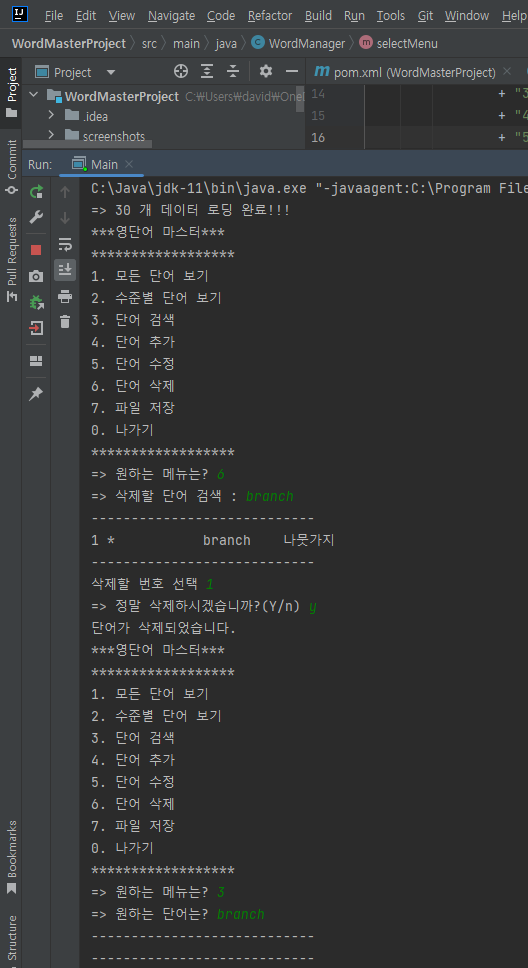 File Edit View Navigate Code Refactor Build Run Tools Git Window Help
WordMasterProject src main java WordManager selectMenu
Project
Project
m pom.xml (WordMasterProject)
WordMasterProject C:₩Users₩david₩One
.idea
screenshots
14
15
16
+ "3
+ "4
+ "5
Run: Main
Commit
Pull Requests
Bookmarks
Structure
C:\Java\jdk-11\bin\java.exe "-javaagent:C:\Program File
=> 30 개 데이터 로딩 완료!!!
***영단어 마스터***
******************
1. 모든 단어 보기
2. 수준별 단어 보기
3. 단어 검색
4. 단어 추가
5. 단어 수정
6. 단어 삭제
7. 파일 저장
0. 나가기
******************
=> 원하는 메뉴는? 6
=> 삭제할 단어 검색 : branch
----------------------------
1 * branch 나뭇가지
----------------------------
삭제할 번호 선택 1
=> 정말 삭제하시겠습니까?(Y/n) y
단어가 삭제되었습니다.
***영단어 마스터***
******************
1. 모든 단어 보기
2. 수준별 단어 보기
3. 단어 검색
4. 단어 추가
5. 단어 수정
6. 단어 삭제
7. 파일 저장
0. 나가기
******************
=> 원하는 메뉴는? 3
=> 원하는 단어는? branch
----------------------------
----------------------------